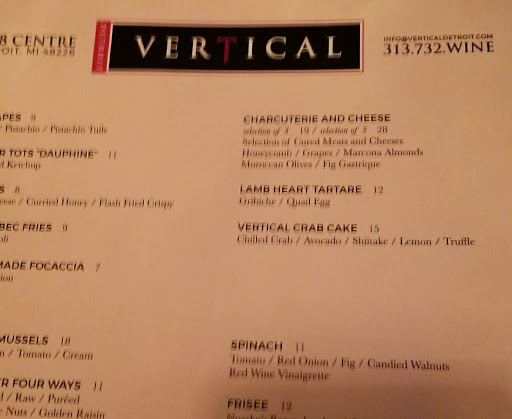 8 CENTRE
OIT, MI 48226
VERTICAL
INFO@VERTICALDETROIT.COM
313.732.WINE
APES 9
/ Pistachio / Pistachio Tuile
R TOTS "DAUPHINE" 11
d Ketchup
S 8
eese / Curried Honey / Flash Fried Crispy
BEC FRIES 9
oli
MADE FOCACCIA 7
ion
MUSSELS 18
n / Tomato / Cream
R FOUR WAYS 11
d / Raw / Puréed
e Nuts / Golden Raisin
CHARCUTERIE AND CHEESE
selection of 3 19 / selection of 5 28
Selection of Cured Meats and Cheeses
Honeycomb / Grapes / Marcona Almonds
Moroccan Olives / Fig Gastrique
LAMB HEART TARTARE 12
Gribiche / Quail Egg
VERTICAL CRAB CAKE 15
Chilled Crab / Avocado / Shiitake / Lemon / Truffle
SPINACH 11
Tomato / Red Onion / Fig / Candied Walnuts
Red Wine Vinaigrette
FRISEE 12